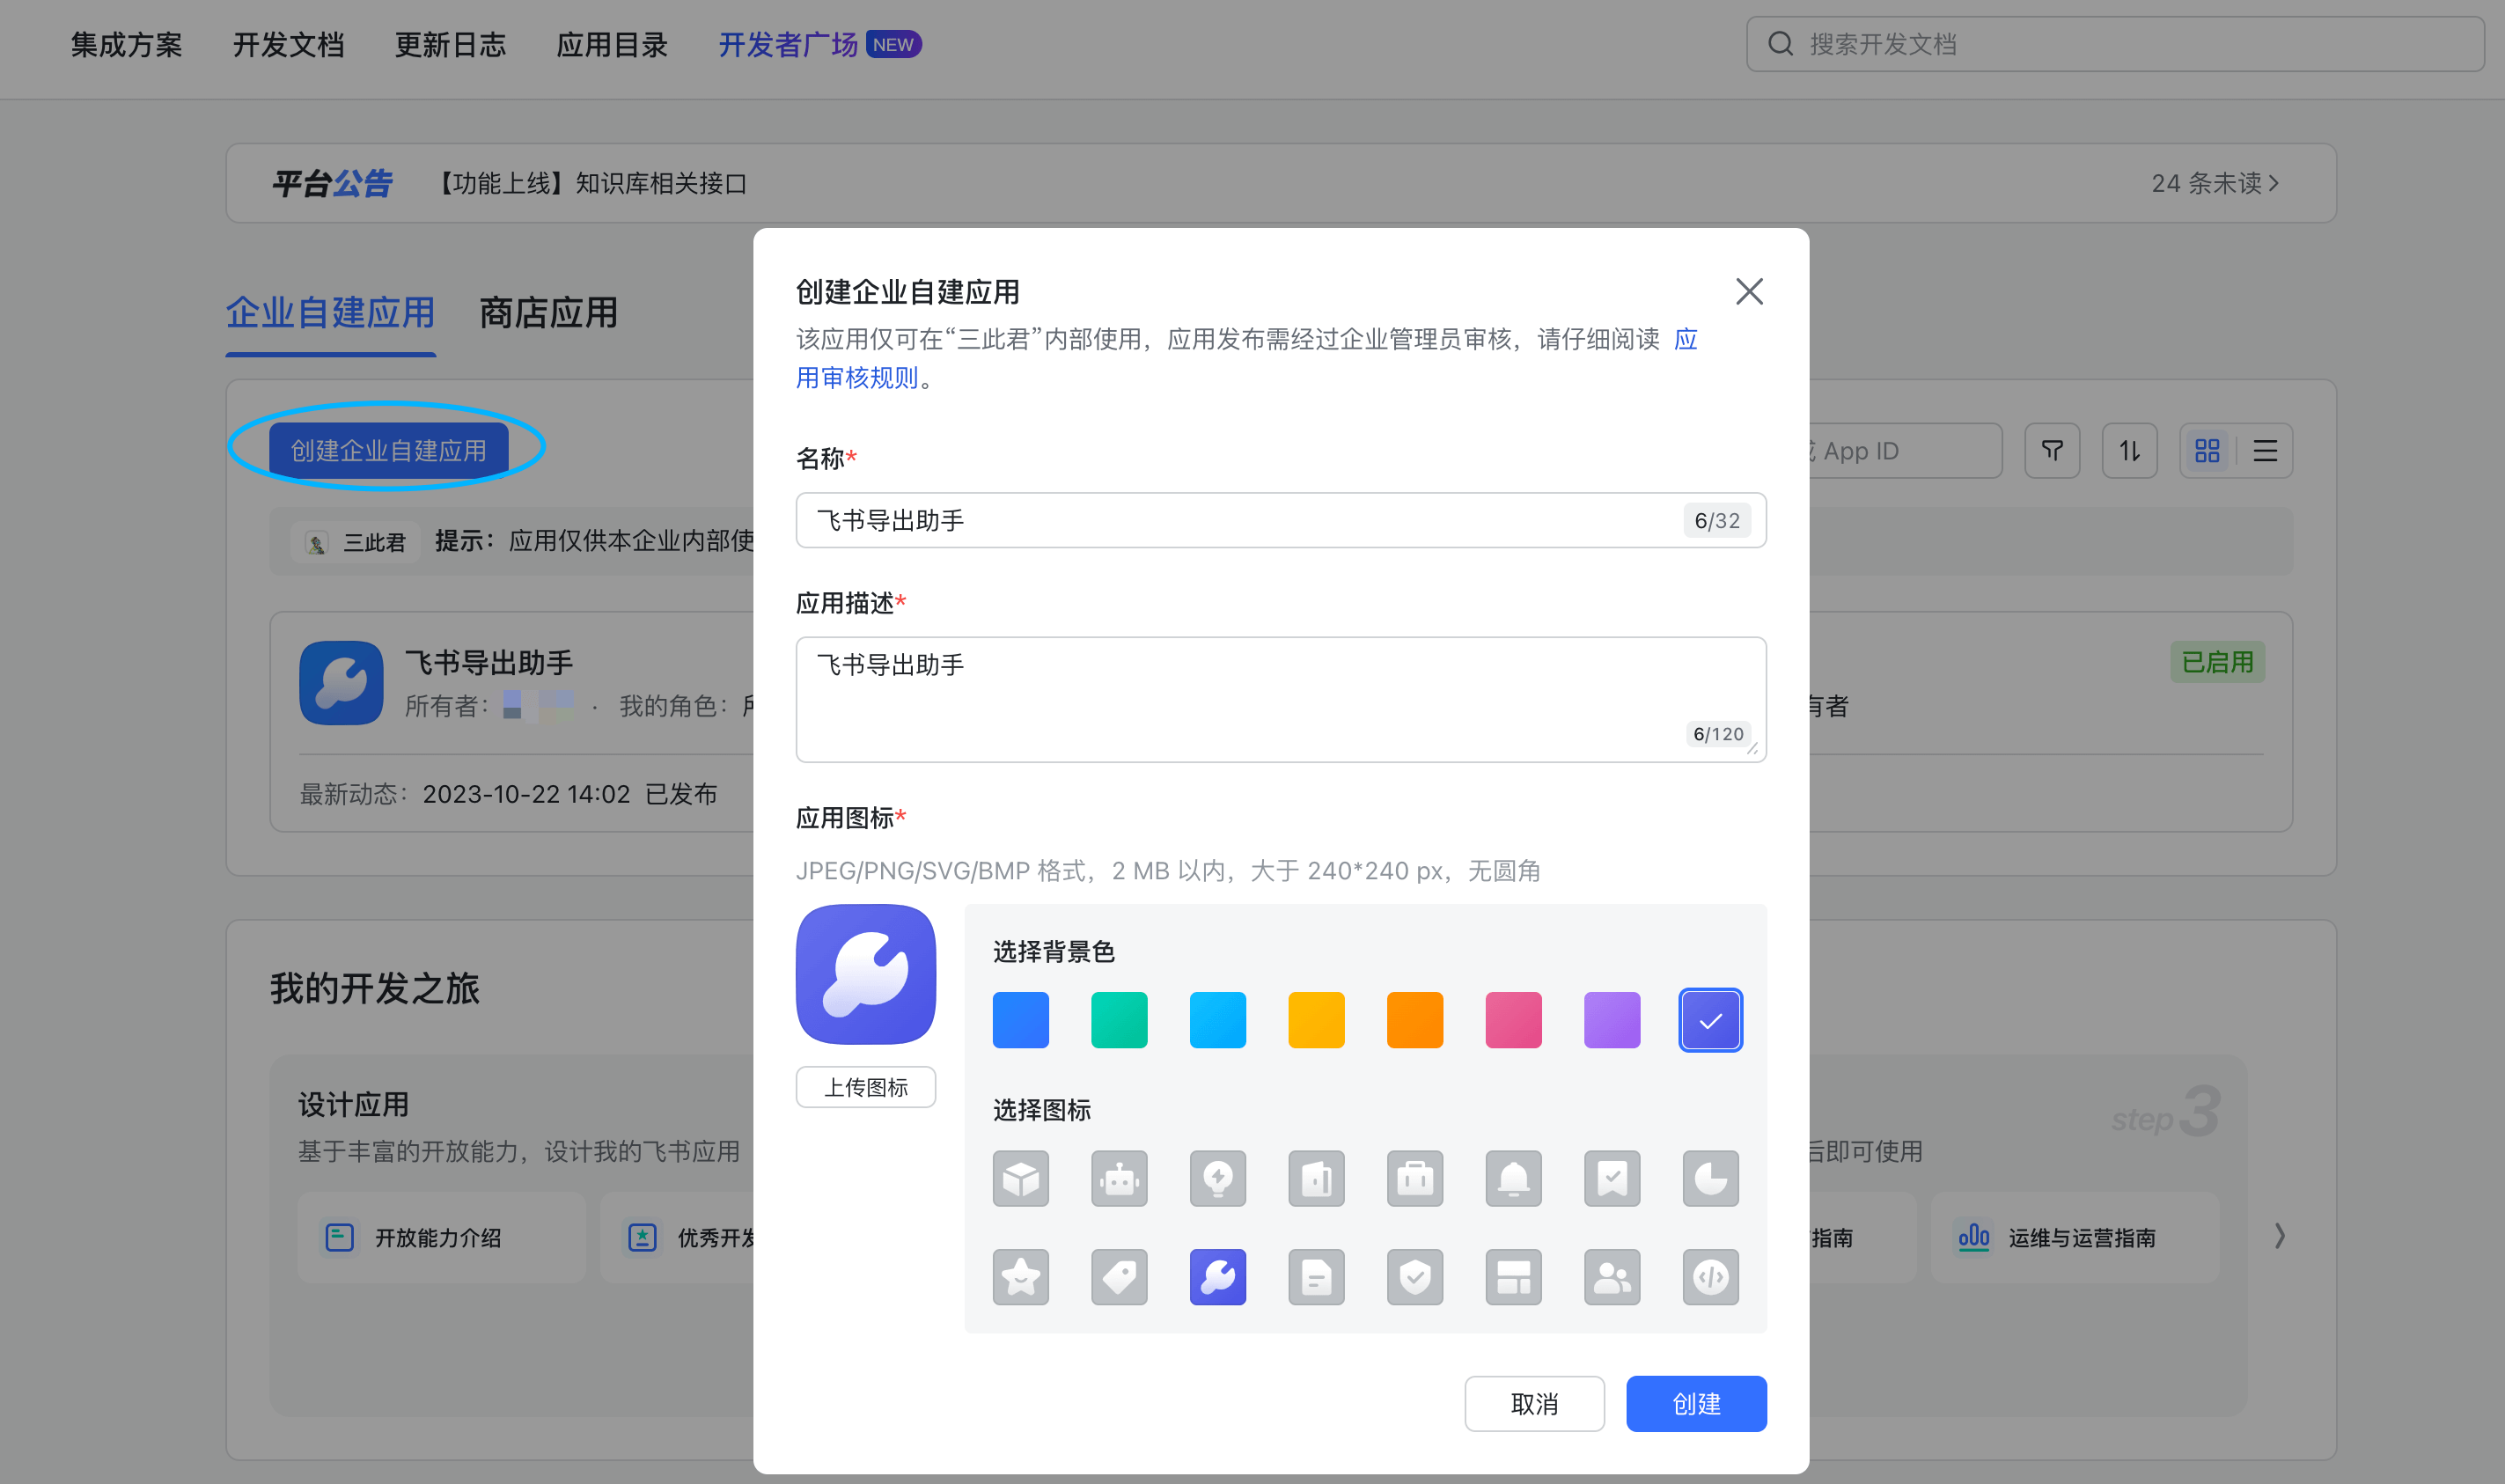 集成方案 开发文档 更新日志 应用目录 开发者广场 NEW 搜索开发文档
平台公告 【功能上线】知识库相关接口 24 条未读
企业自建应用 商店应用
创建企业自建应用 App ID
三此君 提示：应用仅供本企业内部使
飞书导出助手 已启用
所有者： · 我的角色： 有者
最新动态：2023-10-22 14:02 已发布
我的开发之旅
设计应用 step 3
基于丰富的开放能力，设计我的飞书应用 后即可使用
开放能力介绍 优秀开发 指南 运维与运营指南
创建企业自建应用
该应用仅可在“三此君”内部使用，应用发布需经过企业管理员审核，请仔细阅读 应
用审核规则。
名称*
飞书导出助手 6/32
应用描述*
飞书导出助手
6/120
应用图标*
JPEG/PNG/SVG/BMP 格式，2 MB 以内，大于 240*240 px，无圆角
选择背景色
上传图标
选择图标
取消 创建